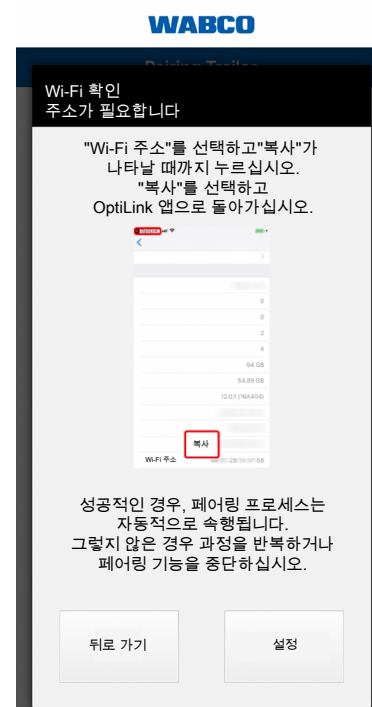 WABCO
Pairing Trailer
Wi-Fi 확인
주소가 필요합니다
"Wi-Fi 주소"를 선택하고"복사"가
나타날 때까지 누르십시오.
"복사"를 선택하고
OptiLink 앱으로 돌아가십시오.
0
0
2
4
64 GB
54.89 GB
12.0.1 (16A404)
복사
Wi-Fi 주소
성공적인 경우, 페어링 프로세스는
자동적으로 속행됩니다.
그렇지 않은 경우 과정을 반복하거나
페어링 기능을 중단하십시오.
뒤로 가기
설정